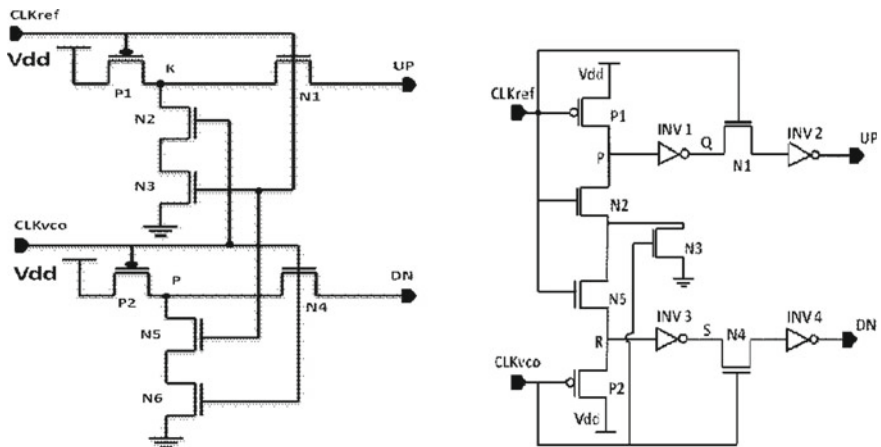 CLKref
Vdd
K
UP
P1
N1
N2
N3
CLKvco
Vdd
P
DN
P2
N4
N5
N6
Vdd
CLKref
P1
INV 1
INV 2
UP
P
Q
N1
N2
N3
N5
INV 3
N4
INV 4
S
DN
R
CLKvco
P2
Vdd